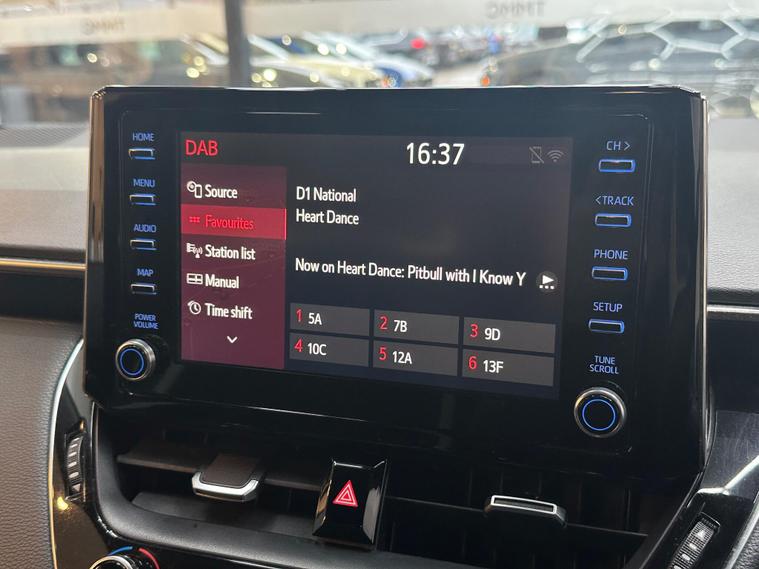 HOME
MENU
AUDIO
MAP
POWER
VOLUME
DAB
16:37
Source
Favourites
Station list
Manual
Time shift
D1 National
Heart Dance
Now on Heart Dance: Pitbull with I Know Y
1 5A
2 7B
3 9D
4 10C
5 12A
6 13F
CH >
< TRACK
PHONE
SETUP
TUNE
SCROLL